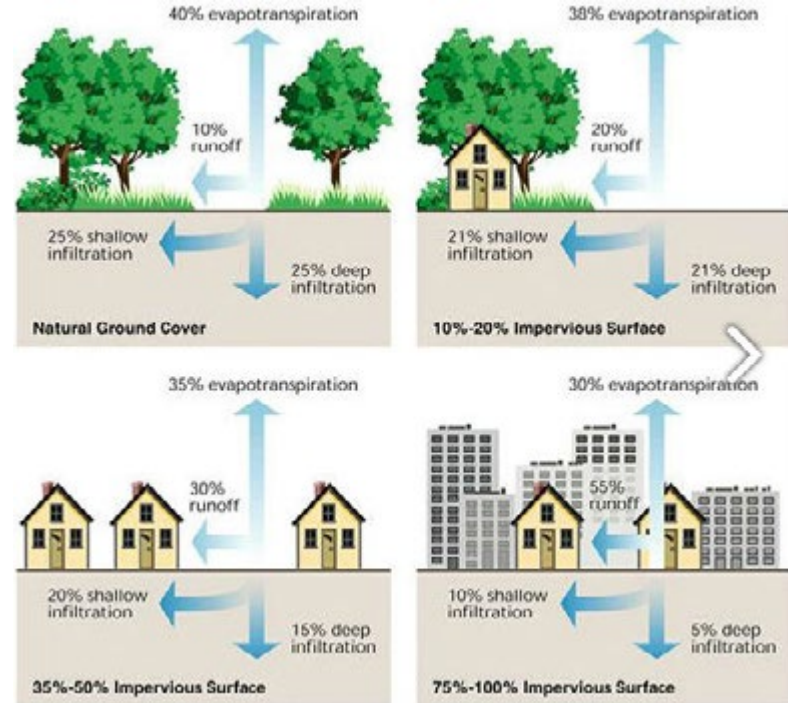 40% evapotranspiration
10%
runoff
25% shallow
infiltration
25% deep
infiltration
Natural Ground Cover
38% evapotranspiration
20%
runoff
21% shallow
infiltration
21% deep
infiltration
10%-20% Impervious Surface
35% evapotranspiration
30%
runoff
20% shallow
infiltration
15% deep
infiltration
35%-50% Impervious Surface
30% evapotranspiration
55%
runoff
10% shallow
infiltration
5% deep
infiltration
75%-100% Impervious Surface